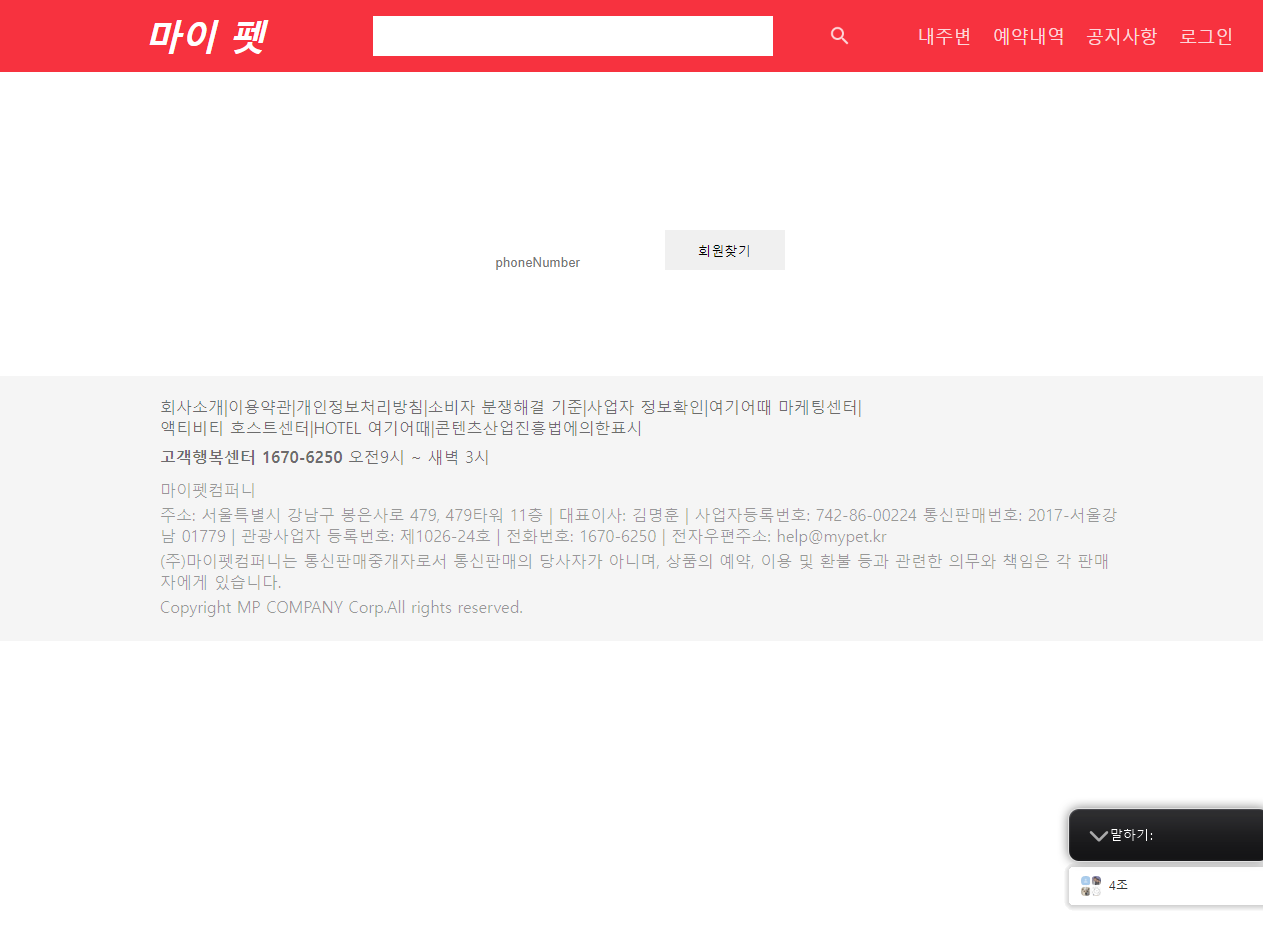 마이 펫
내주변 예약내역 공지사항 로그인
phoneNumber
회원찾기
회사소개|이용약관|개인정보처리방침|소비자 분쟁해결 기준|사업자 정보확인|여기어때 마케팅센터|
액티비티 호스트센터|HOTEL 여기어때|콘텐츠산업진흥법에의한표시
고객행복센터 1670-6250 오전9시 ~ 새벽 3시
마이펫컴퍼니
주소: 서울특별시 강남구 봉은사로 479, 479타워 11층 | 대표이사: 김명훈 | 사업자등록번호: 742-86-00224 통신판매번호: 2017-서울강
남 01779 | 관광사업자 등록번호: 제1026-24호 | 전화번호: 1670-6250 | 전자우편주소: help@mypet.kr
(주)마이펫컴퍼니는 통신판매중개자로서 통신판매의 당사자가 아니며, 상품의 예약, 이용 및 환불 등과 관련한 의무와 책임은 각 판매
자에게 있습니다.
Copyright MP COMPANY Corp.All rights reserved.
말하기:
4조